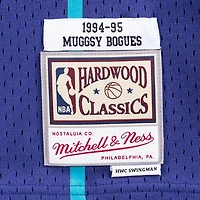 1994-95
MUGGSY BOGUES
HARDWOOD
NBA
CLASSICS
NOSTALGIA CO.
Mitchell & Ness
PHILADELPHIA, PA.
HWC SWINGMAN